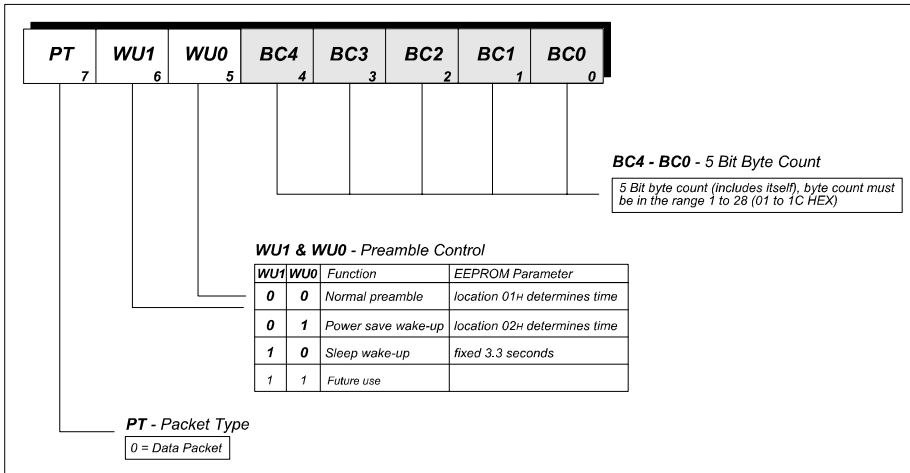 PT WU1 WU0 BC4 BC3 BC2 BC1 BC0
7 6 5 4 3 2 1 0
BC4 - BC0 - 5 Bit Byte Count
5 Bit byte count (includes itself), byte count must
be in the range 1 to 28 (01 to 1C HEX)
WU1 & WU0 - Preamble Control
WU1 WU0 Function EEPROM Parameter
0 0 Normal preamble location 01H determines time
0 1 Power save wake-up location 02H determines time
1 0 Sleep wake-up fixed 3.3 seconds
1 1 Future use
PT - Packet Type
0 = Data Packet